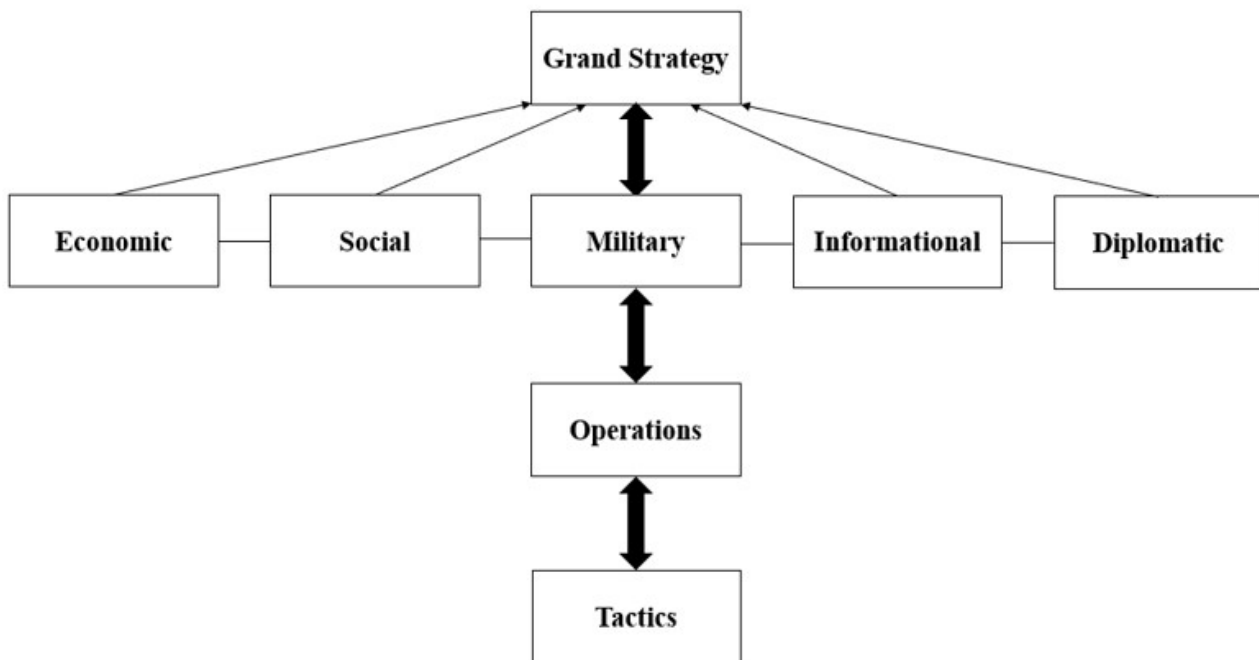 Grand Strategy
Economic
Social
Military
Informational
Diplomatic
Operations
Tactics